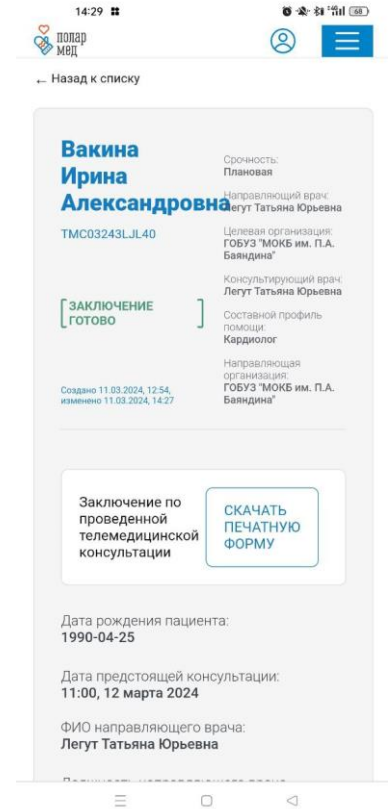 14:29
68
полар
мед
← Назад к списку
Вакина
Ирина
Александровна
TMC03243LJL40
[ЗАКЛЮЧЕНИЕ
ГОТОВО]
Создано 11.03.2024, 12:54,
изменено 11.03.2024, 14:27
Срочность:
Плановая
Направляющий врач:
Легут Татьяна Юрьевна
Целевая организация:
ГОБУЗ "МОКБ им. П.А.
Баяндина"
Консультирующий врач:
Легут Татьяна Юрьевна
Составной профиль
помощи:
Кардиолог
Направляющая
организация:
ГОБУЗ "МОКБ им. П.А.
Баяндина"
Заключение по
проведенной
телемедицинской
консультации
СКАЧАТЬ
ПЕЧАТНУЮ
ФОРМУ
Дата рождения пациента:
1990-04-25
Дата предстоящей консультации:
11:00, 12 марта 2024
ФИО направляющего врача:
Легут Татьяна Юрьевна